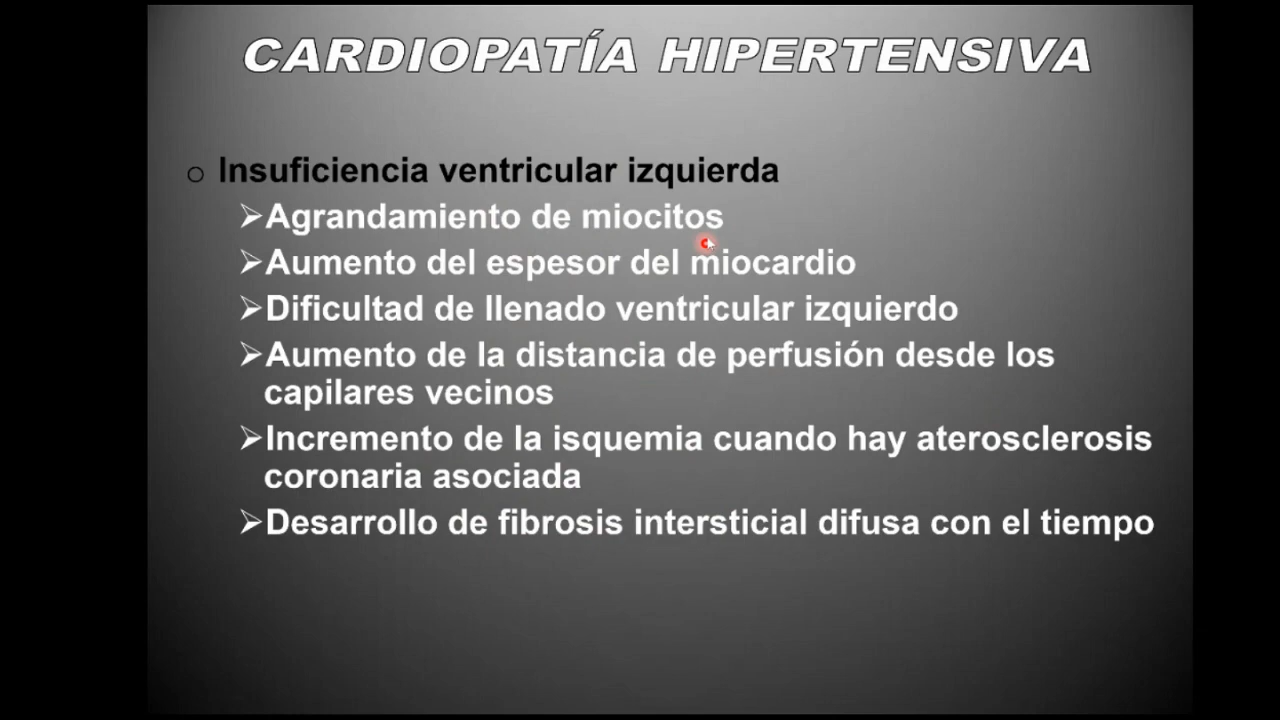 CARDIOPATÍA HIPERTENSIVA
o Insuficiencia ventricular izquierda
➢Agrandamiento de miocitos
➢Aumento del espesor del miocardio
➢Dificultad de llenado ventricular izquierdo
➢Aumento de la distancia de perfusión desde los
capilares vecinos
➢Incremento de la isquemia cuando hay aterosclerosis
coronaria asociada
➢Desarrollo de fibrosis intersticial difusa con el tiempo